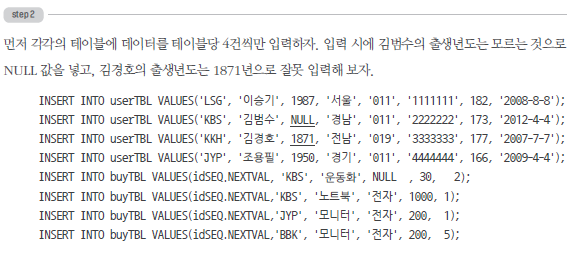 step 2
먼저 각각의 테이블에 데이터를 테이블당 4건씩만 입력하자. 입력 시에 김범수의 출생년도는 모르는 것으로
NULL 값을 넣고, 김경호의 출생년도는 1871년으로 잘못 입력해 보자.
INSERT INTO userTBL VALUES('LSG', '이승기', 1987, '서울', '011', '1111111', 182, '2008-8-8');
INSERT INTO userTBL VALUES('KBS', '김범수', NULL, '경남', '011', '2222222', 173, '2012-4-4');
INSERT INTO userTBL VALUES('KKH', '김경호', 1871, '전남', '019', '3333333', 177, '2007-7-7');
INSERT INTO userTBL VALUES('JYP', '조용필', 1950, '경기', '011', '4444444', 166, '2009-4-4');
INSERT INTO buyTBL VALUES(idSEQ.NEXTVAL, 'KBS', '운동화', NULL , 30, 2);
INSERT INTO buyTBL VALUES(idSEQ.NEXTVAL,'KBS', '노트북', '전자', 1000, 1);
INSERT INTO buyTBL VALUES(idSEQ.NEXTVAL,'JYP', '모니터', '전자', 200, 1);
INSERT INTO buyTBL VALUES(idSEQ.NEXTVAL,'BBK', '모니터', '전자', 200, 5);